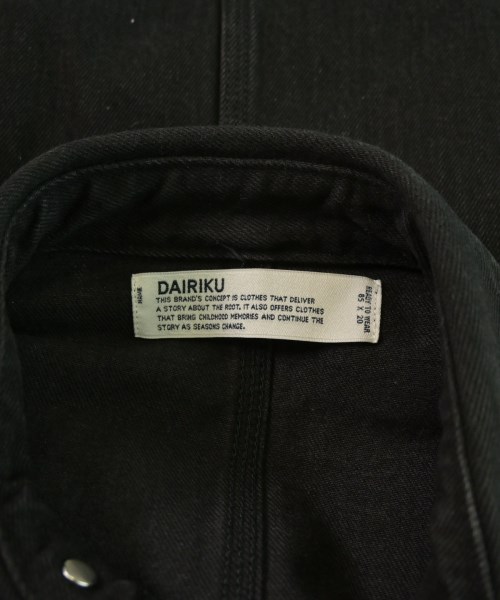 DAIRIKU
THIS BRAND'S CONCEPT IS CLOTHES THAT DELIVER
A STORY ABOUT THE ROOT. IT ALSO OFFERS CLOTHES
THAT BRING CHILDHOOD MEMORIES AND CONTINUE THE
STORY AS SEASONS CHANGE.
READY TO WEAR
65 X 20